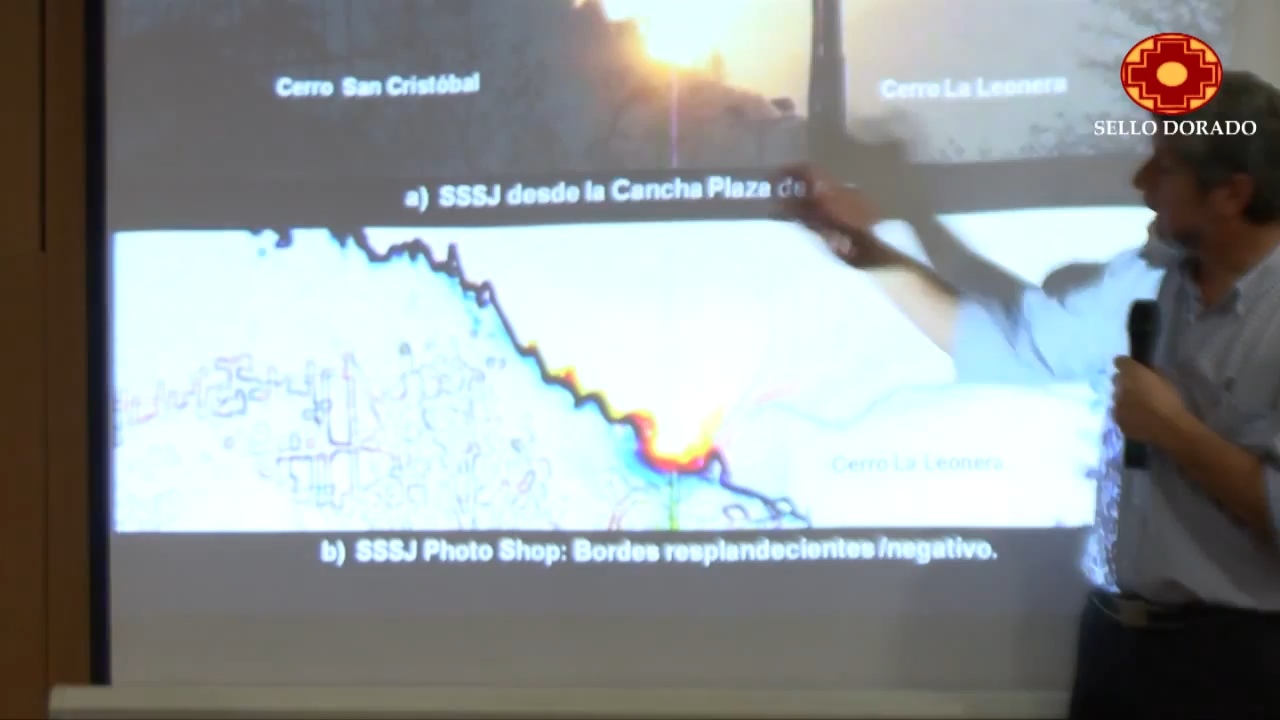 Cerro San Cristóbal
Cerro La Leonera
SELLO DORADO
a) SSSJ desde la Cancha Plaza de
Cerro La Leonera
b) SSSJ Photo Shop: Bordes resplandecientes/negativo.